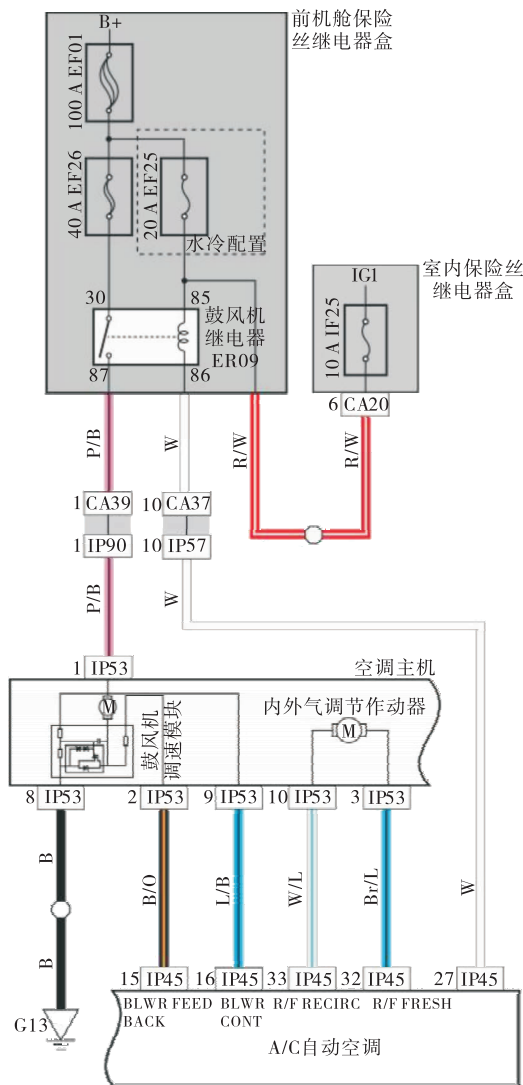 前机舱保险
丝继电器盒
B+
100 A EF01
40 A EF26
20 A EF25
水冷配置
室内保险丝
继电器盒
IG1
10 A IF25
30
85
鼓风机
继电器
ER09
87
86
6 CA20
P/B
W
R/W
R/W
1 CA39
10 CA37
1 IP90
10 IP57
P/B
W
1 IP53
空调主机
M
鼓风机
调速模块
内外气调节作动器
M
8 IP53
2 IP53
9 IP53
10 IP53
3 IP53
B
B/O
L/B
W/L
Br/L
W
B
G13
15 IP45
16 IP45
33 IP45
32 IP45
27 IP45
BLWR FEED
BACK
BLWR
CONT
R/F RECIRC
R/F FRESH
A/C自动空调